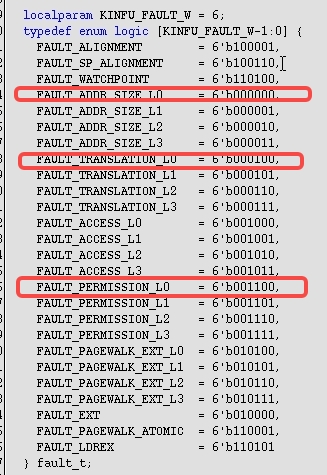 localparam KINFU_FAULT_W = 6;
typedef enum logic [KINFU_FAULT_W-1:0] {
FAULT_ALIGNMENT = 6'b100001,
FAULT_SP_ALIGNMENT = 6'b100110,
FAULT_WATCHPOINT = 6'b110100,
FAULT_ADDR_SIZE_L0 = 6'b000000,
FAULT_ADDR_SIZE_L1 = 6'b000001,
FAULT_ADDR_SIZE_L2 = 6'b000010,
FAULT_ADDR_SIZE_L3 = 6'b000011,
FAULT_TRANSLATION_L0 = 6'b000100,
FAULT_TRANSLATION_L1 = 6'b000101,
FAULT_TRANSLATION_L2 = 6'b000110,
FAULT_TRANSLATION_L3 = 6'b000111,
FAULT_ACCESS_L0 = 6'b001000,
FAULT_ACCESS_L1 = 6'b001001,
FAULT_ACCESS_L2 = 6'b001010,
FAULT_ACCESS_L3 = 6'b001011,
FAULT_PERMISSION_L0 = 6'b001100,
FAULT_PERMISSION_L1 = 6'b001101,
FAULT_PERMISSION_L2 = 6'b001110,
FAULT_PERMISSION_L3 = 6'b001111,
FAULT_PAGEWALK_EXT_L0 = 6'b010100,
FAULT_PAGEWALK_EXT_L1 = 6'b010101,
FAULT_PAGEWALK_EXT_L2 = 6'b010110,
FAULT_PAGEWALK_EXT_L3 = 6'b010111,
FAULT_EXT = 6'b010000,
FAULT_PAGEWALK_ATOMIC = 6'b110001,
FAULT_LDREX = 6'b110101
} fault_t;